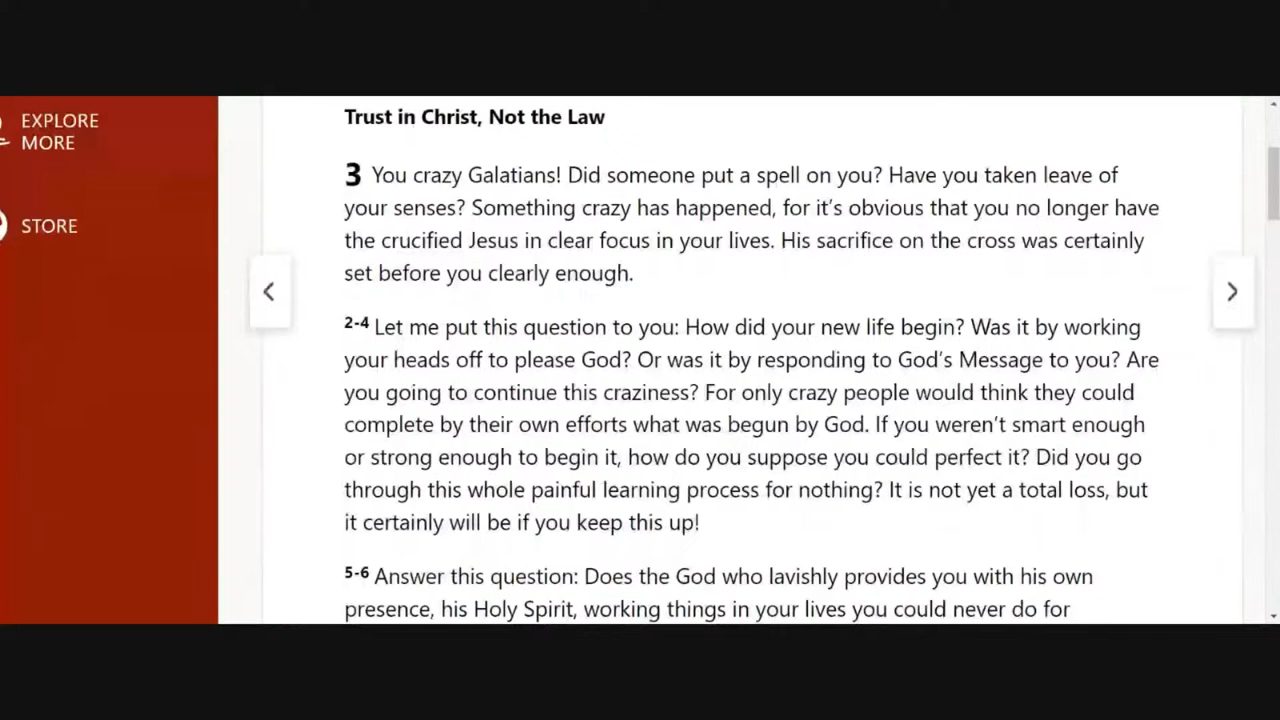 EXPLORE
MORE
STORE
Trust in Christ, Not the Law
3 You crazy Galatians! Did someone put a spell on you? Have you taken leave of
your senses? Something crazy has happened, for it’s obvious that you no longer have
the crucified Jesus in clear focus in your lives. His sacrifice on the cross was certainly
set before you clearly enough.
2-4 Let me put this question to you: How did your new life begin? Was it by working
your heads off to please God? Or was it by responding to God’s Message to you? Are
you going to continue this craziness? For only crazy people would think they could
complete by their own efforts what was begun by God. If you weren’t smart enough
or strong enough to begin it, how do you suppose you could perfect it? Did you go
through this whole painful learning process for nothing? It is not yet a total loss, but
it certainly will be if you keep this up!
5-6 Answer this question: Does the God who lavishly provides you with his own
presence, his Holy Spirit, working things in your lives you could never do for